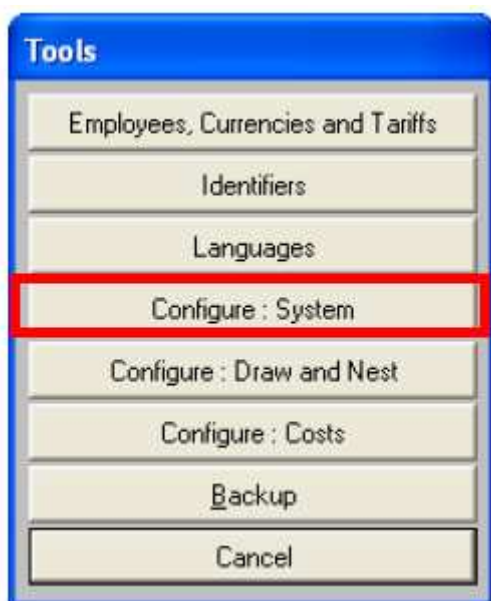 Tools
Employees, Currencies and Tariffs
Identifiers
Languages
Configure : System
Configure : Draw and Nest
Configure : Costs
Backup
Cancel